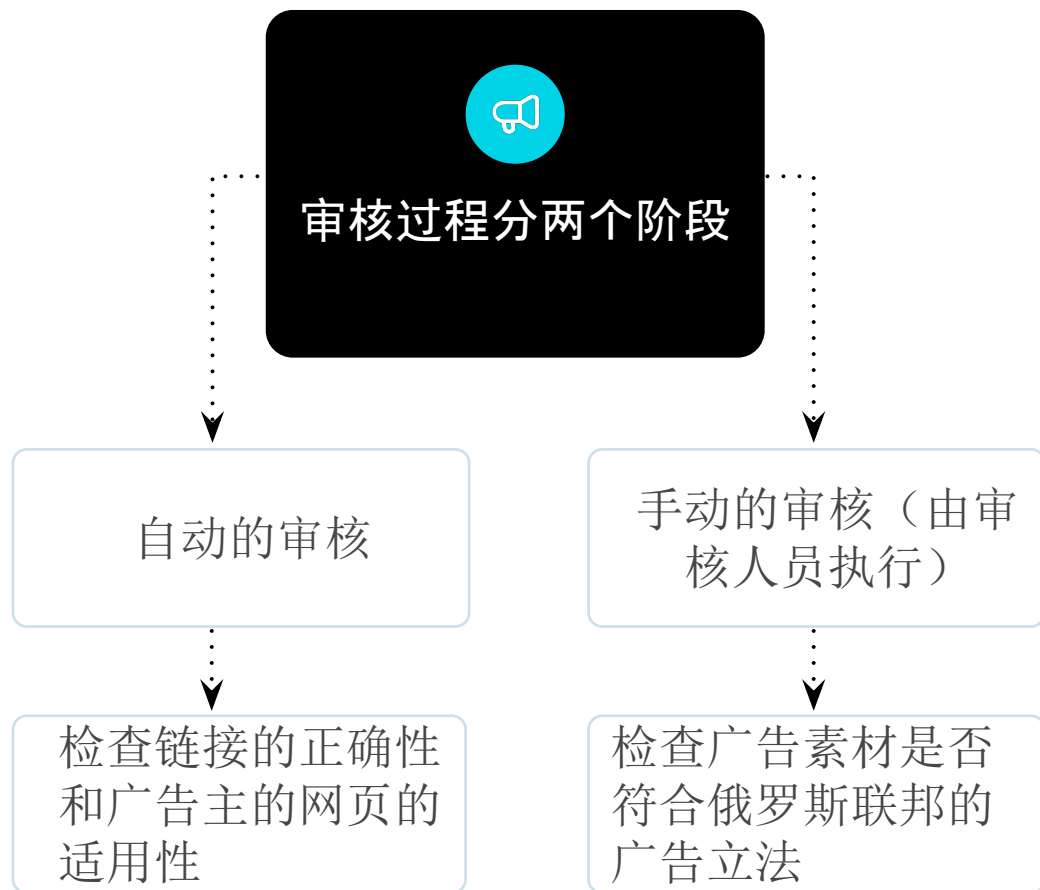 审核过程分两个阶段
自动的审核
手动的审核（由审
核人员执行）
检查链接的正确性
和广告主的网页的
适用性
检查广告素材是否
符合俄罗斯联邦的
广告立法